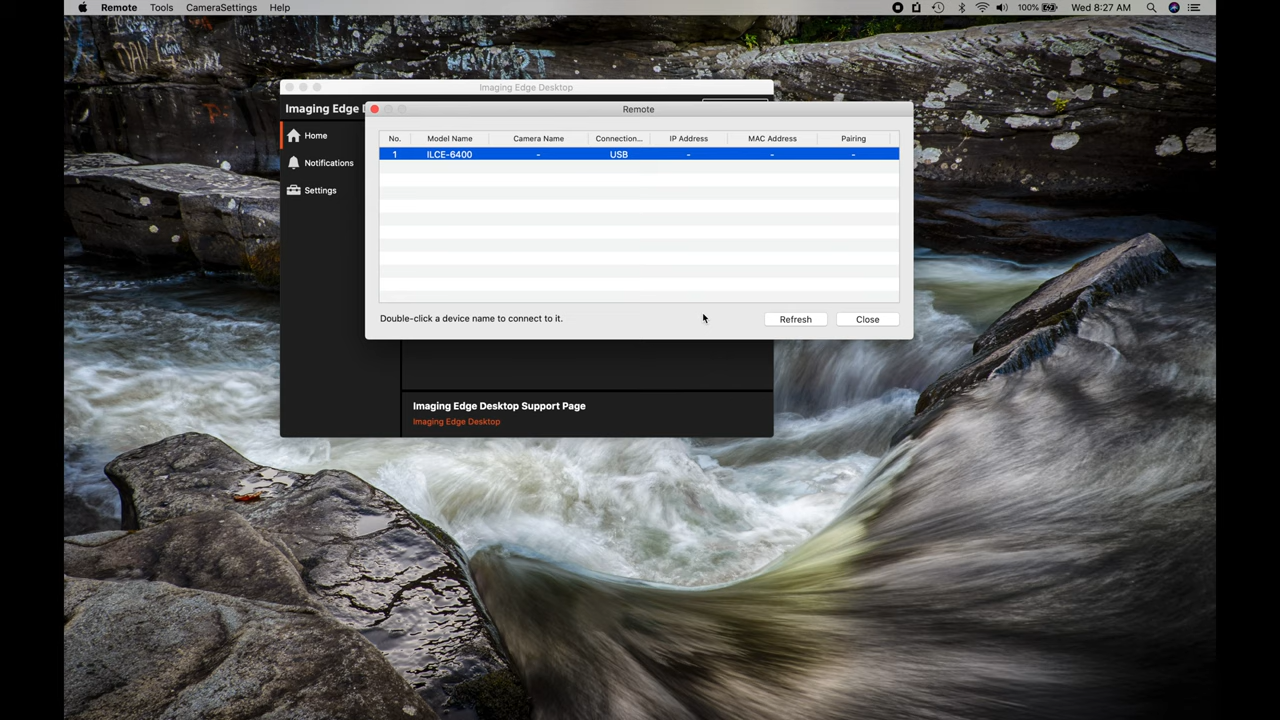 Remote Tools CameraSettings Help 100% Wed 8:27 AM
Imaging Edge Desktop
Imaging Edge
Remote
Home
Notifications
Settings
No. Model Name Camera Name Connection... IP Address MAC Address Pairing
1 ILCE-6400 - USB - - -
Double-click a device name to connect to it. Refresh Close
Imaging Edge Desktop Support Page
Imaging Edge Desktop